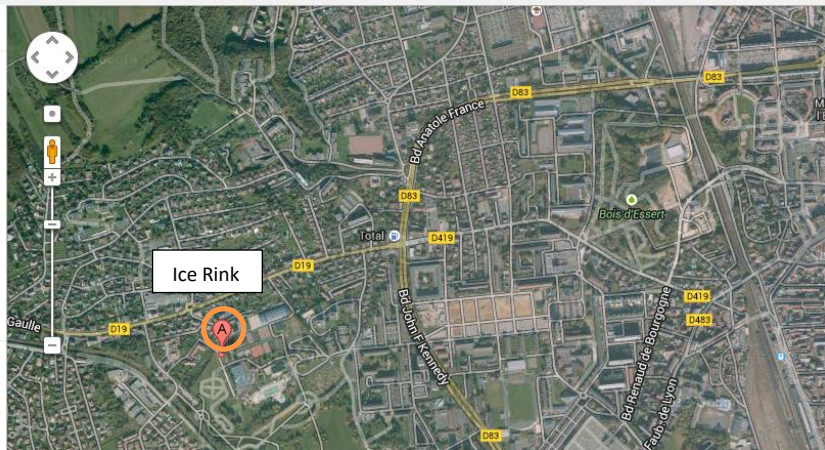 D83
D83
Bd Anatole France
D83
Bois d'Essert
Total
D419
Ice Rink
D19
D419
D483
Gaulle
D19
A
Bd John F Kennedy
Bd Renaud de Bourgogne
Faub. de Lyon
D83